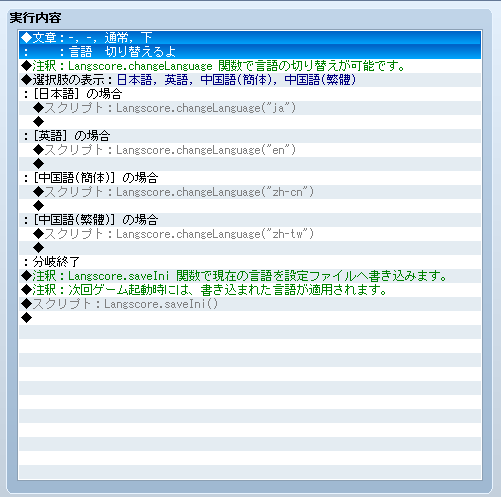 実行内容
◆文章：-, -, 通常, 下
：　　：言語　切り替えるよ
◆注釈：Langscore.changeLanguage 関数で言語の切り替えが可能です。
◆選択肢の表示：日本語, 英語, 中国語(簡体), 中国語(繁體)
：[日本語] の場合
◆スクリプト：Langscore.changeLanguage("ja")
◆
：[英語] の場合
◆スクリプト：Langscore.changeLanguage("en")
◆
：[中国語(簡体)] の場合
◆スクリプト：Langscore.changeLanguage("zh-cn")
◆
：[中国語(繁體)] の場合
◆スクリプト：Langscore.changeLanguage("zh-tw")
◆
：分岐終了
◆注釈：Langscore.saveIni 関数で現在の言語を設定ファイルへ書き込みます。
◆注釈：次回ゲーム起動時には、書き込まれた言語が適用されます。
◆スクリプト：Langscore.saveIni()
◆